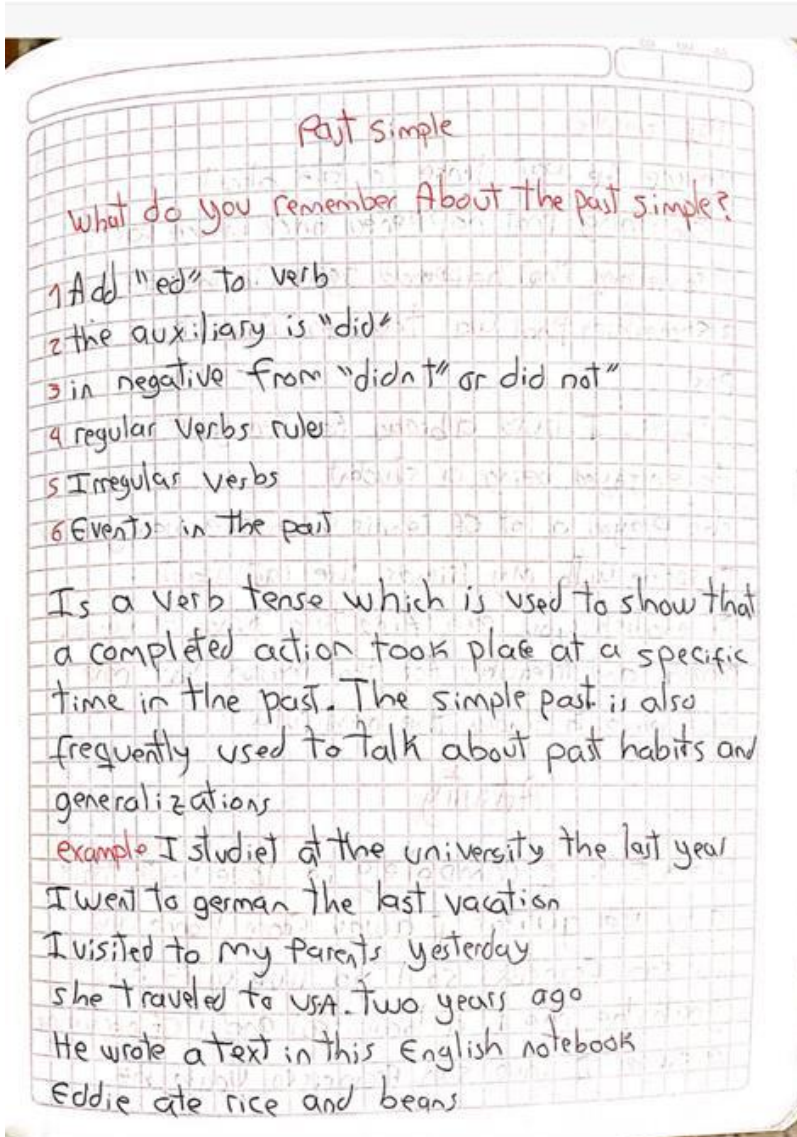 Past simple
What do you remember About the past simple?
1 Add "ed" to verb
2 the auxiliary is "did"
3 in negative from "didn t" or did not"
4 regular Verbs rules
5 Irregular verbs
6 Events in the past
Is a verb tense which is used to show that
a completed action took place at a specific
time in the past. The simple past is also
frequently used to talk about past habits and
generalizations
example I studiet at the university the last year
I went to german the last vacation
I visited to my Parents yesterday
she traveled to USA. Two years ago
He wrote a text in this English notebook
Eddie ate rice and beans